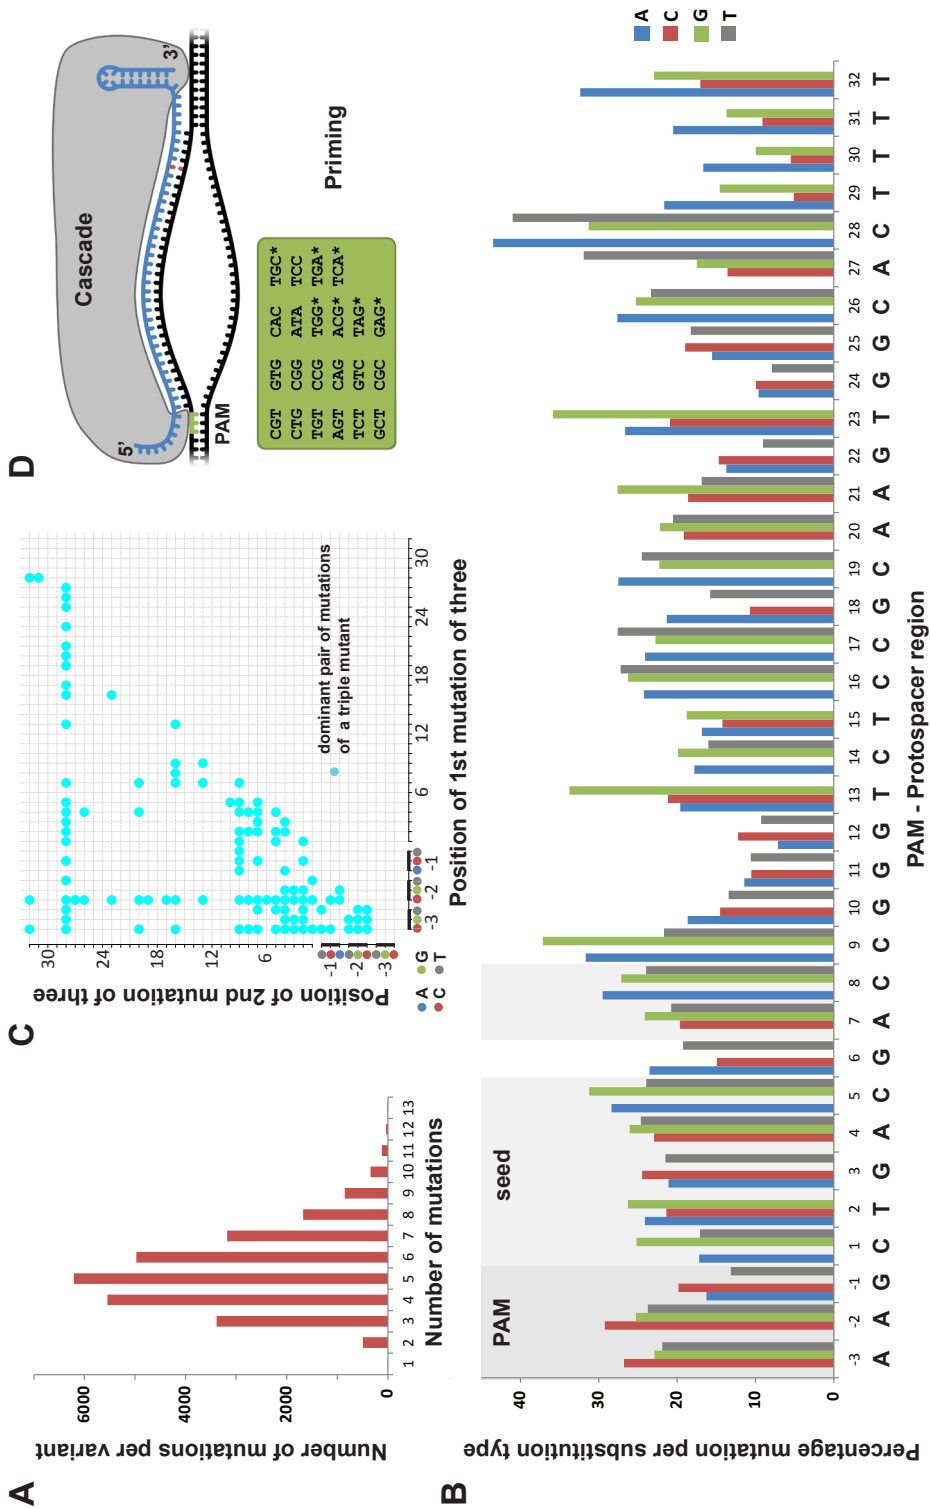 A
Number of mutations per variant
6000
4000
2000
0
1 2 3 4 5 6 7 8 9 10 11 12 13
Number of mutations
C
Position of 2nd mutation of three
30
24
18
12
6
-1
-2
-3
-3 -2 -1 6 12 18 24 30
Position of 1st mutation of three
dominant pair of mutations
of a triple mutant
A G
C T
D
Cascade
5'
3'
PAM
Priming
CGT GTG CAC TGC*
CTG CGG ATA TCC
TGT CCG TGG* TGA*
AGT CAG ACG* TCA*
TCT GTC TAG*
GCT CGC GAG*
B
Percentage mutation per substitution type
40
30
20
10
0
PAM
seed
-3 -2 -1 1 2 3 4 5 6 7 8 9 10 11 12 13 14 15 16 17 18 19 20 21 22 23 24 25 26 27 28 29 30 31 32
A A G C T G A C G A C C G G G T C T C C G C A A G T G G C A C T T T T
PAM - Protospacer region
A
C
G
T